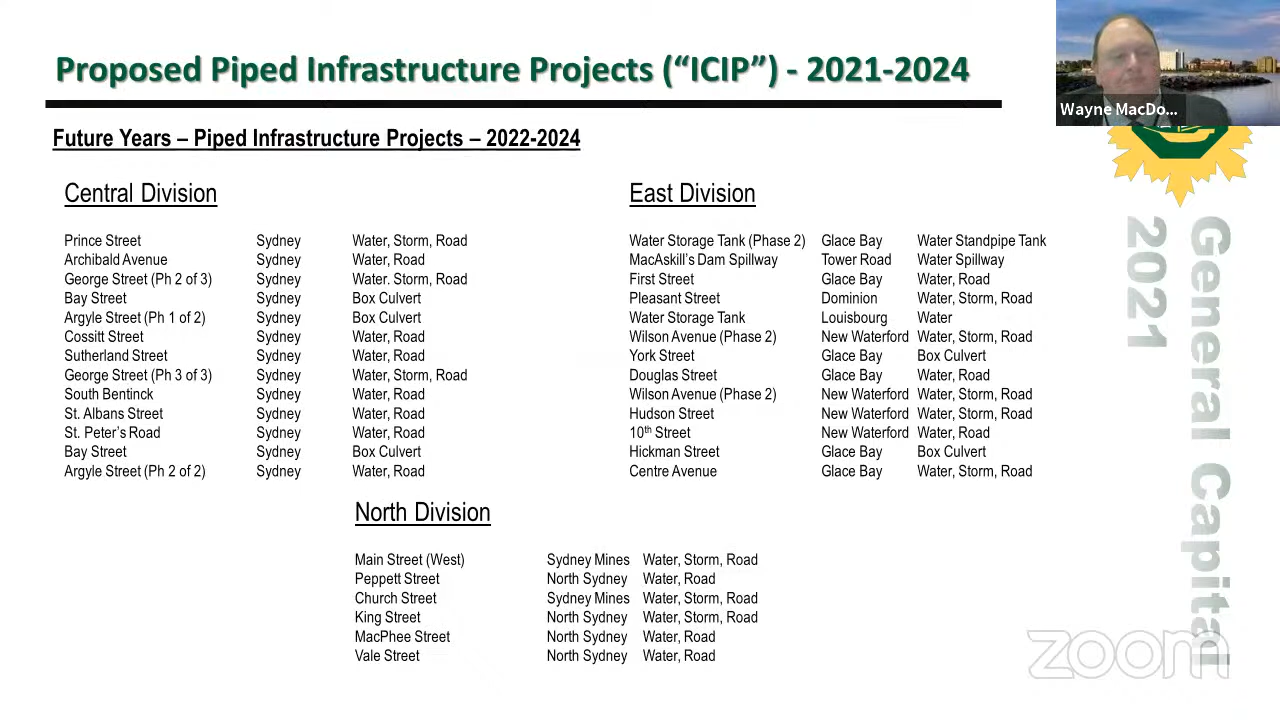 Proposed Piped Infrastructure Projects (“ICIP”) - 2021-2024
Wayne MacDo...
Future Years – Piped Infrastructure Projects – 2022-2024
Central Division
Prince Street Sydney Water, Storm, Road
Archibald Avenue Sydney Water, Road
George Street (Ph 2 of 3) Sydney Water. Storm, Road
Bay Street Sydney Box Culvert
Argyle Street (Ph 1 of 2) Sydney Box Culvert
Cossitt Street Sydney Water, Road
Sutherland Street Sydney Water, Road
George Street (Ph 3 of 3) Sydney Water, Storm, Road
South Bentinck Sydney Water, Road
St. Albans Street Sydney Water, Road
St. Peter’s Road Sydney Water, Road
Bay Street Sydney Box Culvert
Argyle Street (Ph 2 of 2) Sydney Water, Road
East Division
Water Storage Tank (Phase 2) Glace Bay Water Standpipe Tank
MacAskill’s Dam Spillway Tower Road Water Spillway
First Street Glace Bay Water, Road
Pleasant Street Dominion Water, Storm, Road
Water Storage Tank Louisbourg Water
Wilson Avenue (Phase 2) New Waterford Water, Storm, Road
York Street Glace Bay Box Culvert
Douglas Street Glace Bay Water, Road
Wilson Avenue (Phase 2) New Waterford Water, Storm, Road
Hudson Street New Waterford Water, Storm, Road
10th Street New Waterford Water, Road
Hickman Street Glace Bay Box Culvert
Centre Avenue Glace Bay Water, Storm, Road
North Division
Main Street (West) Sydney Mines Water, Storm, Road
Peppett Street North Sydney Water, Road
Church Street Sydney Mines Water, Storm, Road
King Street North Sydney Water, Storm, Road
MacPhee Street North Sydney Water, Road
Vale Street North Sydney Water, Road
General Capital
2021
zoom